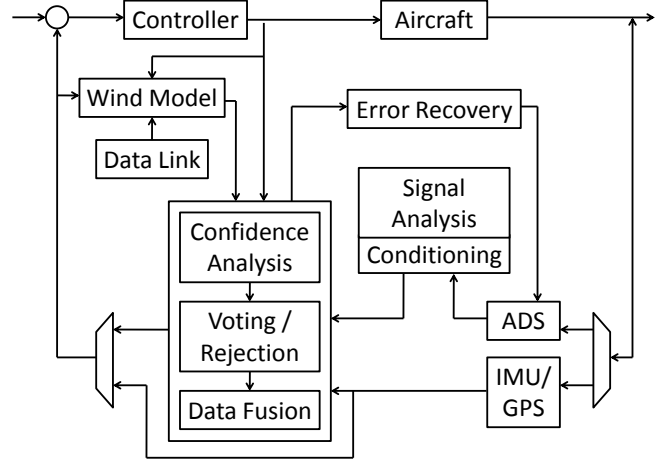 Controller
Aircraft
Wind Model
Error Recovery
Data Link
Signal
Analysis
Conditioning
Confidence
Analysis
Voting /
Rejection
Data Fusion
ADS
IMU/
GPS